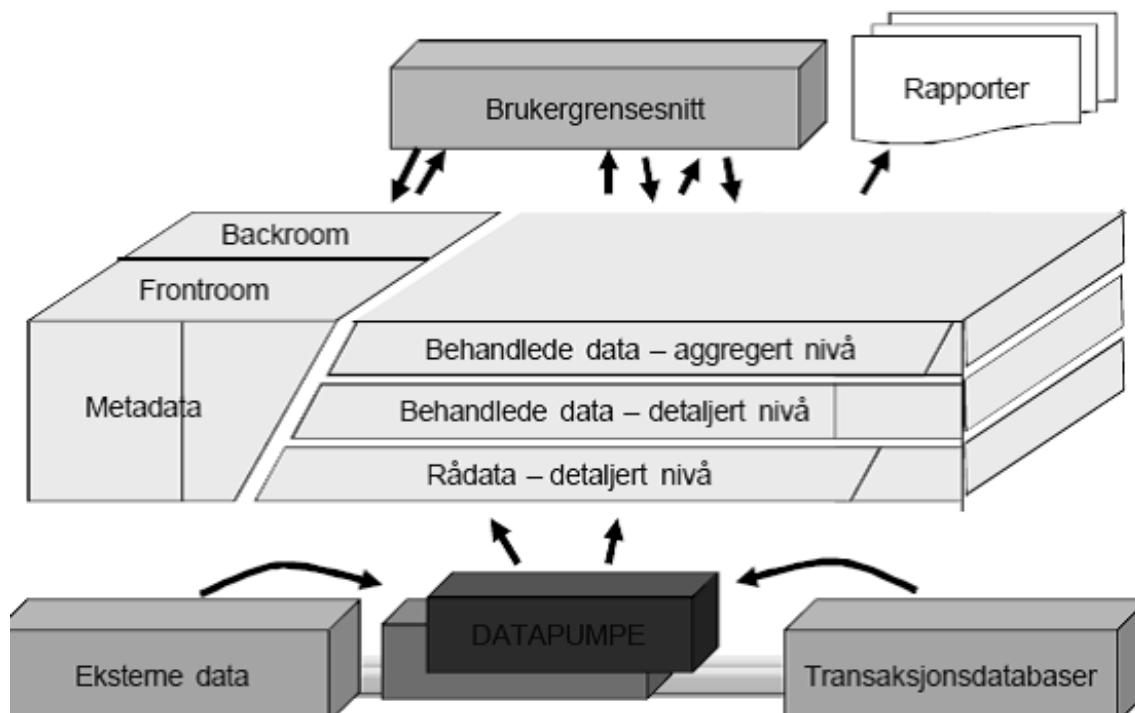 Brukergrensesnitt
Rapporter
Backroom
Frontroom
Metadata
Behandlede data – aggregert nivå
Behandlede data – detaljert nivå
Rådata – detaljert nivå
DATAPUMPE
Eksterne data
Transaksjonsdatabaser